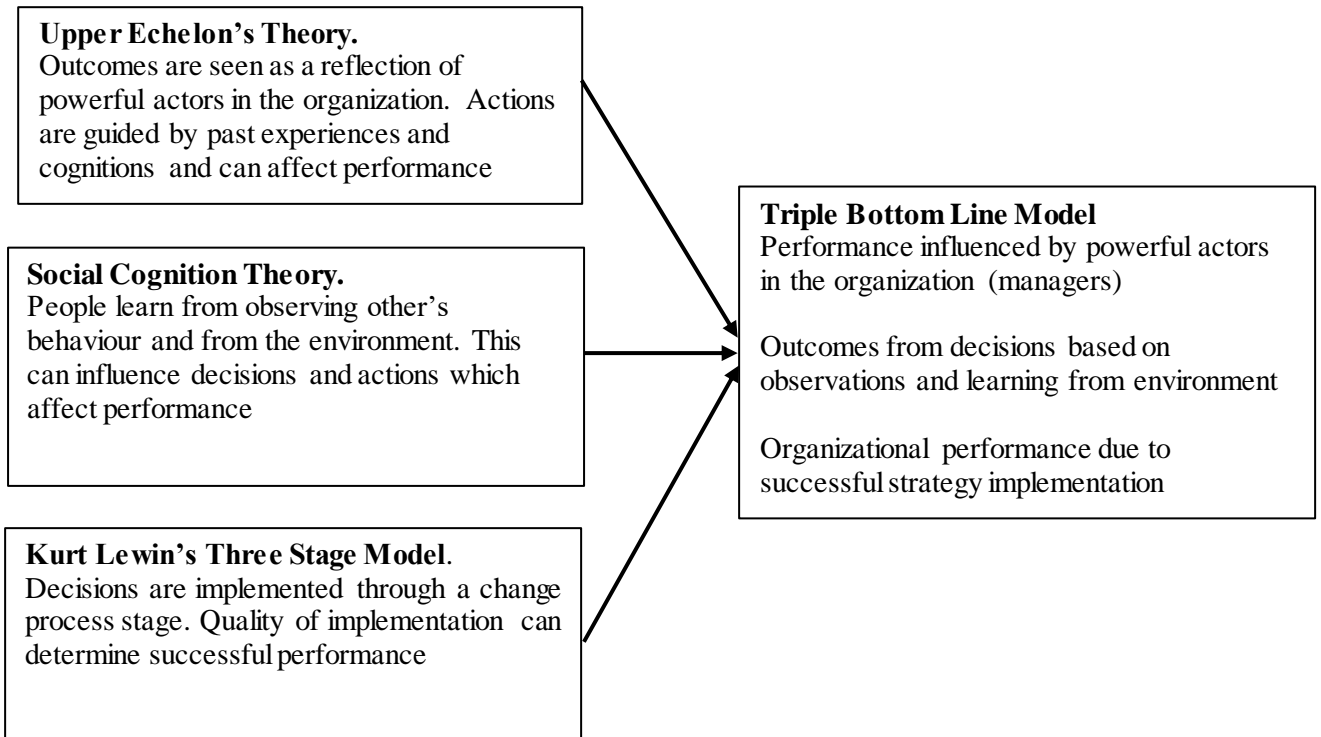 Upper Echelon’s Theory.
Outcomes are seen as a reflection of
powerful actors in the organization. Actions
are guided by past experiences and
cognitions and can affect performance
Social Cognition Theory.
People learn from observing other’s
behaviour and from the environment. This
can influence decisions and actions which
affect performance
Kurt Lewin’s Three Stage Model.
Decisions are implemented through a change
process stage. Quality of implementation can
determine successful performance
Triple Bottom Line Model
Performance influenced by powerful actors
in the organization (managers)
Outcomes from decisions based on
observations and learning from environment
Organizational performance due to
successful strategy implementation